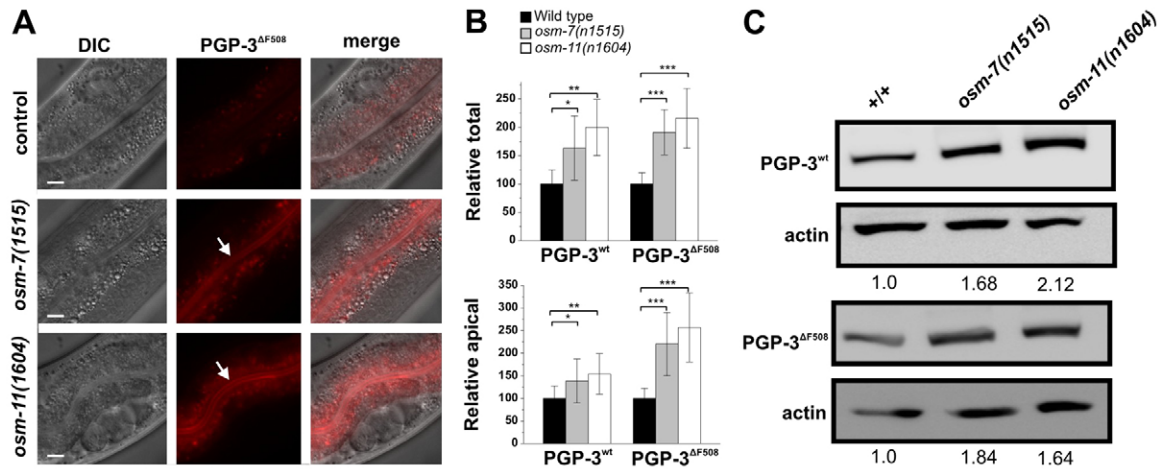 A
DIC PGP-3ΔF508 merge
control
osm-7(1515)
osm-11(1604)
B
Wild type
osm-7(n1515)
osm-11(n1604)
Relative total
250
200
150
100
50
0
* ** *** ***
PGP-3wt PGP-3ΔF508
Relative apical
350
300
250
200
150
100
50
0
* ** *** ***
PGP-3wt PGP-3ΔF508
C
+/+ osm-7(n1515) osm-11(n1604)
PGP-3wt
actin
1.0 1.68 2.12
PGP-3ΔF508
actin
1.0 1.84 1.64